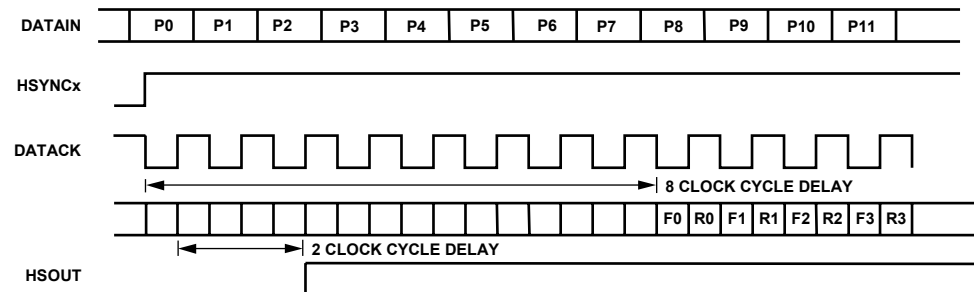 DATAIN P0 P1 P2 P3 P4 P5 P6 P7 P8 P9 P10 P11
HSYNCx
DATACK
8 CLOCK CYCLE DELAY
F0 R0 F1 R1 F2 R2 F3 R3
2 CLOCK CYCLE DELAY
HSOUT